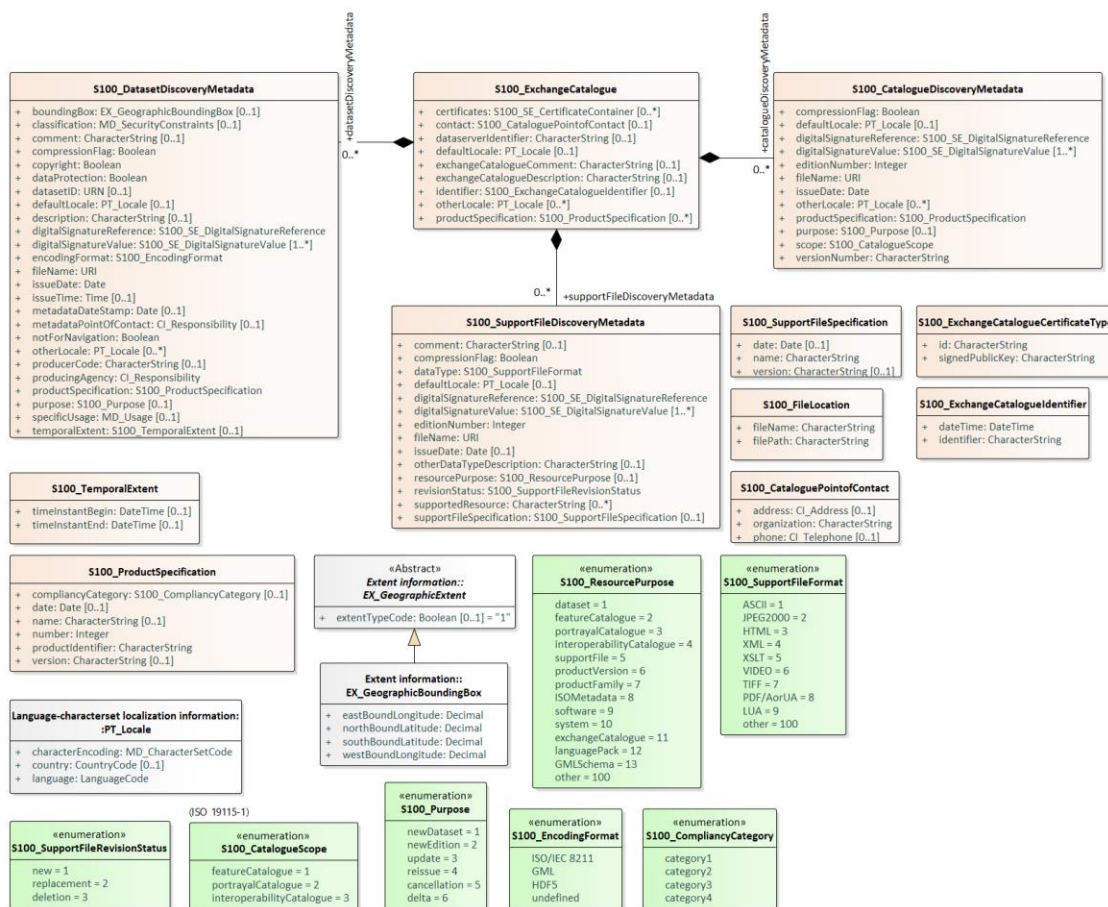 +datasetDiscoveryMetadata
0..*
+catalogueDiscoveryMetadata
0..*
S100_DatasetDiscoveryMetadata
+ boundingBox: EX_GeographicBoundingBox [0..1]
+ classification: MD_SecurityConstraints [0..1]
+ comment: CharacterString [0..1]
+ compressionFlag: Boolean
+ copyright: Boolean
+ dataProtection: Boolean
+ datasetID: URN [0..1]
+ defaultLocale: PT_Locale [0..1]
+ description: CharacterString [0..1]
+ digitalSignatureReference: S100_SE_DigitalSignatureReference
+ digitalSignatureValue: S100_SE_DigitalSignatureValue [1..*]
+ encodingFormat: S100_EncodingFormat
+ fileName: URI
+ issueDate: Date
+ issueTime: Time [0..1]
+ metadataDateStamp: Date [0..1]
+ metadataPointOfContact: CI_Responsibility [0..1]
+ notForNavigation: Boolean
+ otherLocale: PT_Locale [0..*]
+ producerCode: CharacterString [0..1]
+ producingAgency: CI_Responsibility
+ productSpecification: S100_ProductSpecification
+ purpose: S100_Purpose [0..1]
+ specificUsage: MD_Usage [0..1]
+ temporalExtent: S100_TemporalExtent [0..1]
S100_ExchangeCatalogue
+ certificates: S100_SE_CertificateContainer [0..*]
+ contact: S100_CataloguePointofContact [0..1]
+ dataserverIdentifier: CharacterString [0..1]
+ defaultLocale: PT_Locale [0..1]
+ exchangeCatalogueComment: CharacterString [0..1]
+ exchangeCatalogueDescription: CharacterString [0..1]
+ identifier: S100_ExchangeCatalogueIdentifier [0..1]
+ otherLocale: PT_Locale [0..*]
+ productSpecification: S100_ProductSpecification [0..*]
S100_CatalogueDiscoveryMetadata
+ compressionFlag: Boolean
+ defaultLocale: PT_Locale [0..1]
+ digitalSignatureReference: S100_SE_DigitalSignatureReference
+ digitalSignatureValue: S100_SE_DigitalSignatureValue [1..*]
+ editionNumber: Integer
+ fileName: URI
+ issueDate: Date
+ otherLocale: PT_Locale [0..*]
+ productSpecification: S100_ProductSpecification
+ purpose: S100_Purpose [0..1]
+ scope: S100_CatalogueScope
+ versionNumber: CharacterString
0..*
+supportFileDiscoveryMetadata
S100_SupportFileDiscoveryMetadata
+ comment: CharacterString [0..1]
+ compressionFlag: Boolean
+ dataType: S100_SupportFileFormat
+ defaultLocale: PT_Locale [0..1]
+ digitalSignatureReference: S100_SE_DigitalSignatureReference
+ digitalSignatureValue: S100_SE_DigitalSignatureValue [1..*]
+ editionNumber: Integer
+ fileName: URI
+ issueDate: Date [0..1]
+ otherDataTypeDescription: CharacterString [0..1]
+ resourcePurpose: S100_ResourcePurpose [0..1]
+ revisionStatus: S100_SupportFileRevisionStatus
+ supportedResource: CharacterString [0..*]
+ supportFileSpecification: S100_SupportFileSpecification [0..1]
S100_SupportFileSpecification
+ date: Date [0..1]
+ name: CharacterString
+ version: CharacterString [0..1]
S100_ExchangeCatalogueCertificateType
+ id: CharacterString
+ signedPublicKey: CharacterString
S100_FileLocation
+ fileName: CharacterString
+ filePath: CharacterString
S100_ExchangeCatalogueIdentifier
+ dateTime: DateTime
+ identifier: CharacterString
S100_CataloguePointofContact
+ address: CI_Address [0..1]
+ organization: CharacterString
+ phone: CI_Telephone [0..1]
S100_TemporalExtent
+ timeInstantBegin: DateTime [0..1]
+ timeInstantEnd: DateTime [0..1]
S100_ProductSpecification
+ compliancyCategory: S100_CompliancyCategory [0..1]
+ date: Date [0..1]
+ name: CharacterString [0..1]
+ number: Integer
+ productIdentifier: CharacterString
+ version: CharacterString [0..1]
«Abstract»
Extent information::
EX_GeographicExtent
+ extentTypeCode: Boolean [0..1] = "1"
Extent information::
EX_GeographicBoundingBox
+ eastBoundLongitude: Decimal
+ northBoundLatitude: Decimal
+ southBoundLatitude: Decimal
+ westBoundLongitude: Decimal
«enumeration»
S100_ResourcePurpose
dataset = 1
featureCatalogue = 2
portrayalCatalogue = 3
interoperabilityCatalogue = 4
supportFile = 5
productVersion = 6
productFamily = 7
ISOMetadata = 8
software = 9
system = 10
exchangeCatalogue = 11
languagePack = 12
GMLSchema = 13
other = 100
«enumeration»
S100_SupportFileFormat
ASCII = 1
JPEG2000 = 2
HTML = 3
XML = 4
XSLT = 5
VIDEO = 6
TIFF = 7
PDF/AorUA = 8
LUA = 9
other = 100
Language-characterset localization information:
:PT_Locale
+ characterEncoding: MD_CharacterSetCode
+ country: CountryCode [0..1]
+ language: LanguageCode
(ISO 19115-1)
«enumeration»
S100_SupportFileRevisionStatus
new = 1
replacement = 2
deletion = 3
«enumeration»
S100_CatalogueScope
featureCatalogue = 1
portrayalCatalogue = 2
interoperabilityCatalogue = 3
«enumeration»
S100_Purpose
newDataset = 1
newEdition = 2
update = 3
reissue = 4
cancellation = 5
delta = 6
«enumeration»
S100_EncodingFormat
ISO/IEC 8211
GML
HDF5
undefined
«enumeration»
S100_CompliancyCategory
category1
category2
category3
category4